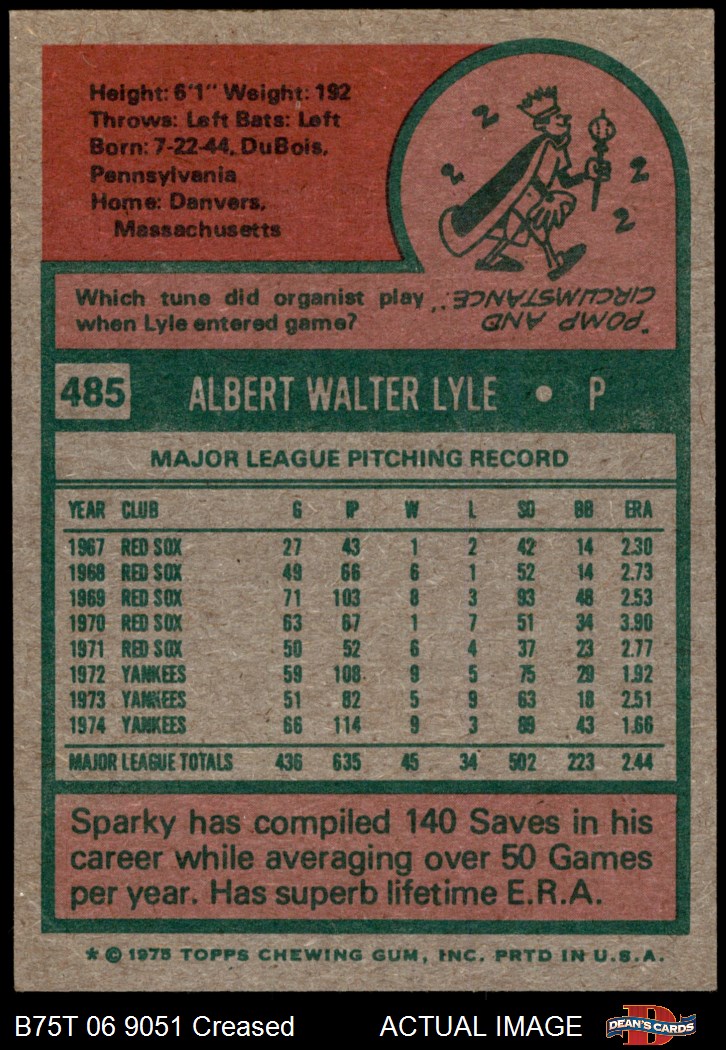 Height: 6'1" Weight: 192
Throws: Left Bats: Left
Born: 7-22-44, DuBois,
Pennsylvania
Home: Danvers,
Massachusetts
2
2
2
2
Which tune did organist play
when Lyle entered game?
"POMP AND
CIRCUMSTANCE".
485 ALBERT WALTER LYLE • P
MAJOR LEAGUE PITCHING RECORD
YEAR CLUB G IP W L SO BB ERA
1967 RED SOX 27 43 1 2 42 14 2.30
1968 RED SOX 49 66 6 1 52 14 2.73
1969 RED SOX 71 103 8 3 93 48 2.53
1970 RED SOX 63 67 1 7 51 34 3.90
1971 RED SOX 50 52 6 4 37 23 2.77
1972 YANKEES 59 108 9 5 75 29 1.92
1973 YANKEES 51 82 5 9 63 18 2.51
1974 YANKEES 66 114 9 3 89 43 1.66
MAJOR LEAGUE TOTALS 436 635 45 34 502 223 2.44
Sparky has compiled 140 Saves in his
career while averaging over 50 Games
per year. Has superb lifetime E.R.A.
* © 1975 TOPPS CHEWING GUM, INC. PRTD IN U.S.A.
B75T 06 9051 Creased ACTUAL IMAGE
D
DEAN'S CARDS